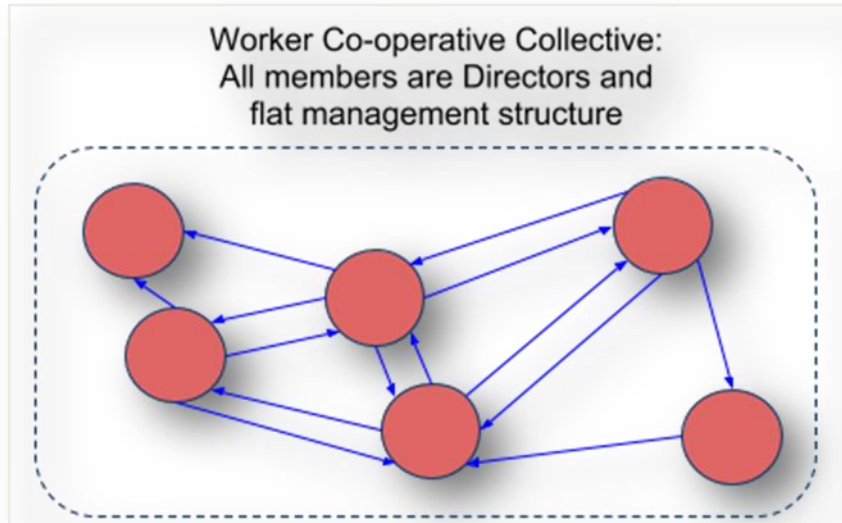 Worker Co-operative Collective:
All members are Directors and
flat management structure